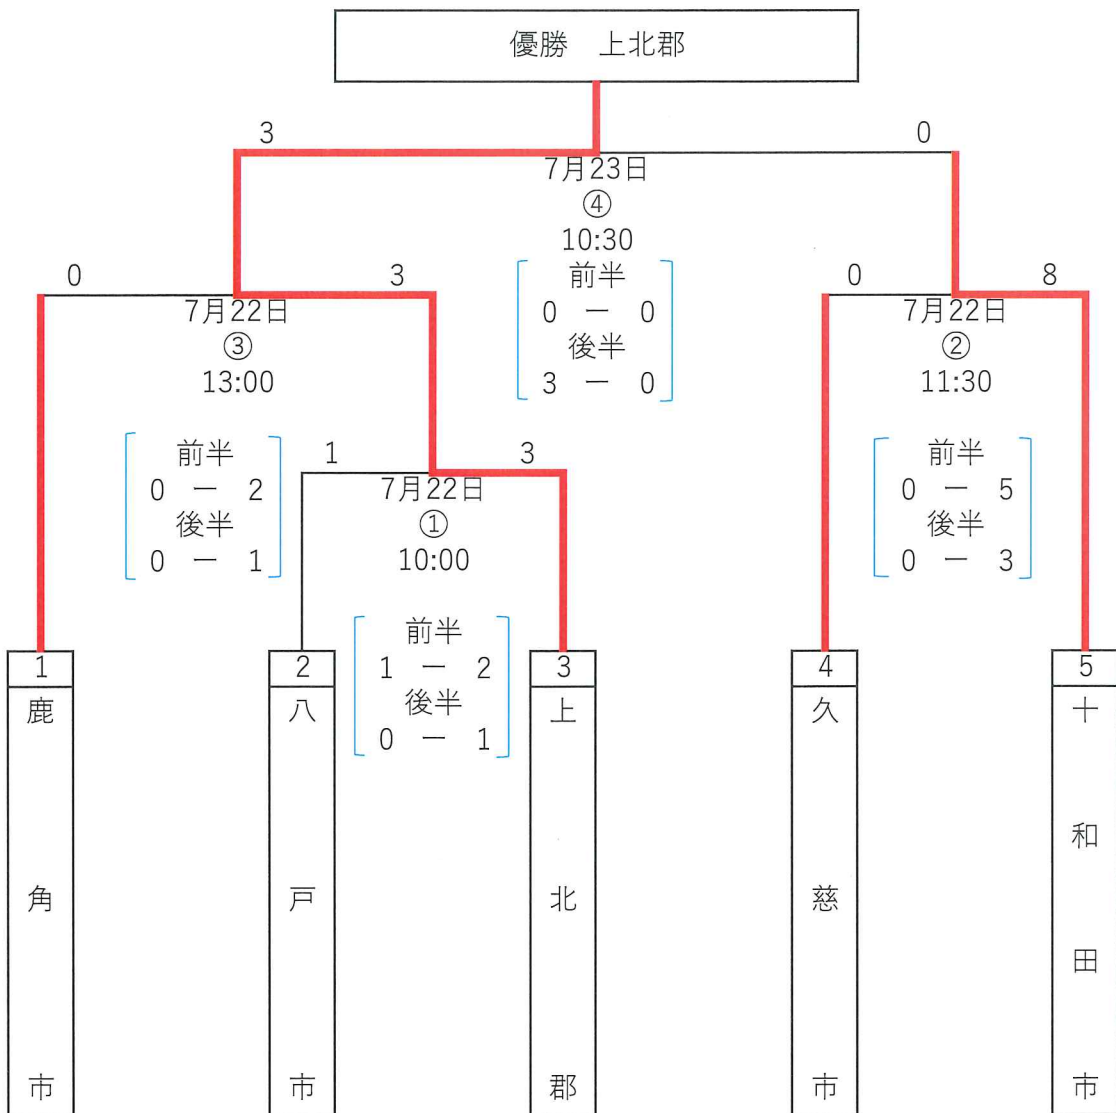 優勝 上北郡
3
0
7月23日
④
10:30
前半
0 ー 0
後半
3 ー 0
0
3
7月22日
③
13:00
前半
0 ー 2
後半
0 ー 1
0
8
7月22日
②
11:30
前半
0 ー 5
後半
0 ー 3
1
3
7月22日
①
10:00
前半
1 ー 2
後半
0 ー 1
1
鹿角市
2
八戸市
3
上北郡
4
久慈市
5
十和田市